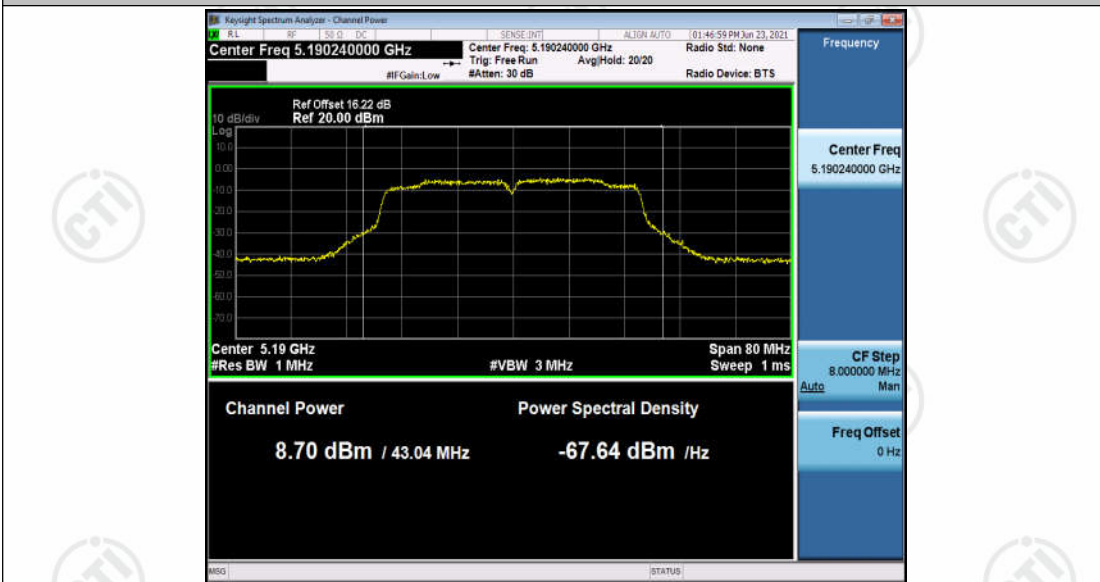 Keysight Spectrum Analyzer - Channel Power
RL RF 50 Ω DC SENSE:INT ALIGN AUTO 01:46:59 PM Jun 23, 2021
Center Freq 5.190240000 GHz
Center Freq: 5.190240000 GHz
Radio Std: None
Trig: Free Run Avg|Hold: 20/20
#IFGain:Low
#Atten: 30 dB
Radio Device: BTS
Frequency
Ref Offset 16.22 dB
10 dB/div Ref 20.00 dBm
Log
10.0
0.00
-10.0
-20.0
-30.0
-40.0
-50.0
-60.0
-70.0
Center Freq
5.190240000 GHz
Center 5.19 GHz
Span 80 MHz
#Res BW 1 MHz
#VBW 3 MHz
Sweep 1 ms
CF Step
8.000000 MHz
Auto Man
Channel Power
Power Spectral Density
8.70 dBm / 43.04 MHz
-67.64 dBm /Hz
Freq Offset
0 Hz
MSG
STATUS
CTI
CTI
CTI
CTI